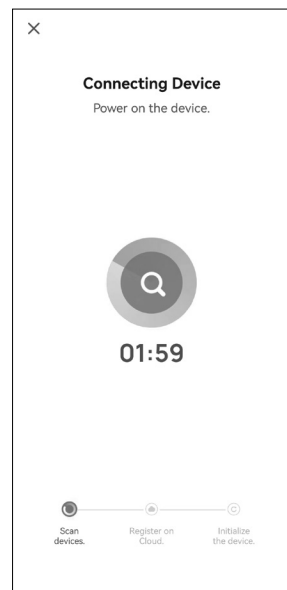 Connecting Device
Power on the device.
01:59
Scan
devices.
Register on
Cloud.
Initialize
the device.